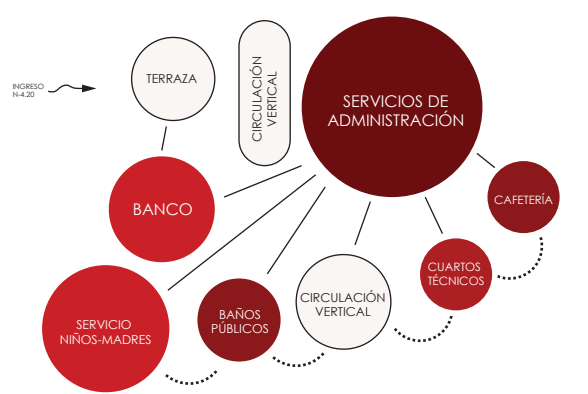 INGRESO
N-4.20
TERRAZA
CIRCULACIÓN
VERTICAL
SERVICIOS DE
ADMINISTRACIÓN
BANCO
CAFETERÍA
CUARTOS
TÉCNICOS
CIRCULACIÓN
VERTICAL
BAÑOS
PÚBLICOS
SERVICIO
NIÑOS-MADRES